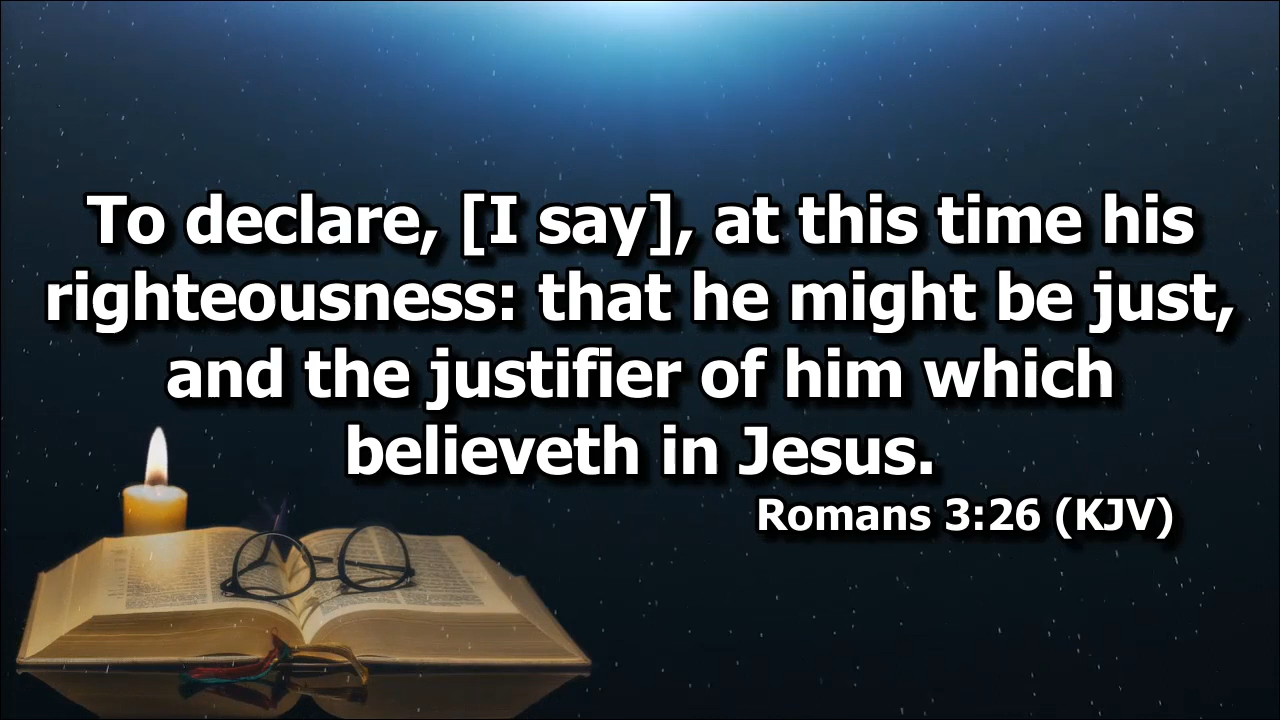 To declare, [I say], at this time his
righteousness: that he might be just,
and the justifier of him which
believeth in Jesus.
Romans 3:26 (KJV)